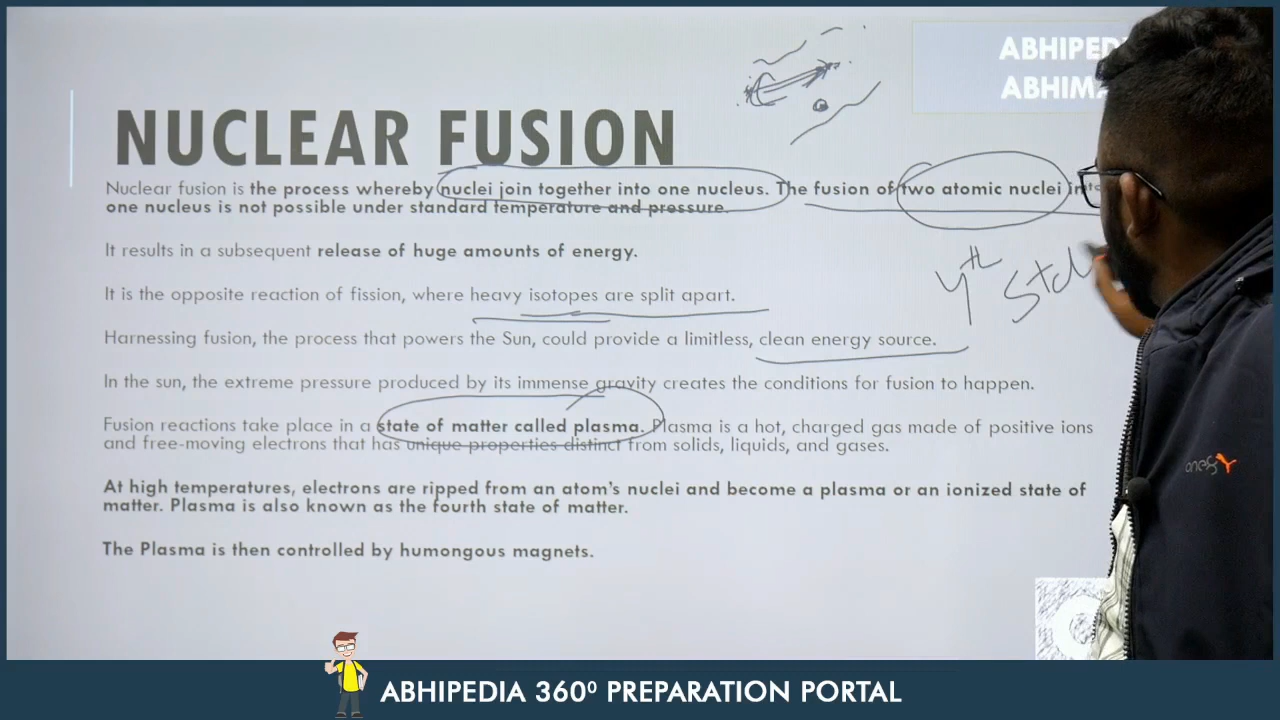 ABHIPED
ABHIMA
NUCLEAR FUSION
Nuclear fusion is the process whereby nuclei join together into one nucleus. The fusion of two atomic nuclei into
one nucleus is not possible under standard temperature and pressure.
It results in a subsequent release of huge amounts of energy.
4th Std
It is the opposite reaction of fission, where heavy isotopes are split apart.
Harnessing fusion, the process that powers the Sun, could provide a limitless, clean energy source.
In the sun, the extreme pressure produced by its immense gravity creates the conditions for fusion to happen.
Fusion reactions take place in a state of matter called plasma. Plasma is a hot, charged gas made of positive ions
and free-moving electrons that has unique properties distinct from solids, liquids, and gases.
At high temperatures, electrons are ripped from an atom's nuclei and become a plasma or an ionized state of
matter. Plasma is also known as the fourth state of matter.
The Plasma is then controlled by humongous magnets.
ABHIPEDIA 360⁰ PREPARATION PORTAL